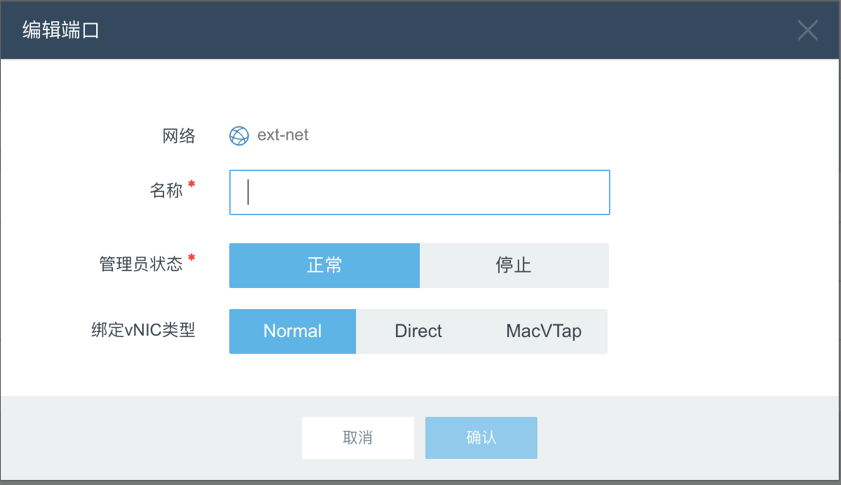 编辑端口
网络 ext-net
名称 *
管理员状态 * 正常 停止
绑定vNIC类型 Normal Direct MacVTap
取消 确认